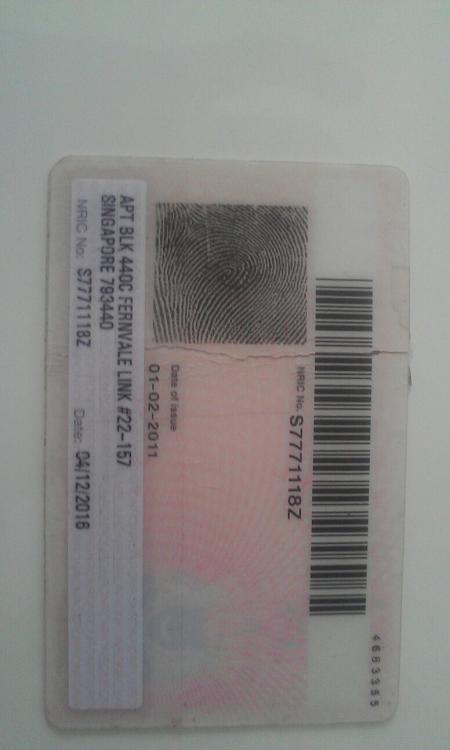 4683355
NRIC No. S7771118Z
Date of issue
01-02-2011
APT BLK 440C FERNVALE LINK #22-157
SINGAPORE 793440
NRIC No: S7771118Z Date: 04/12/2016